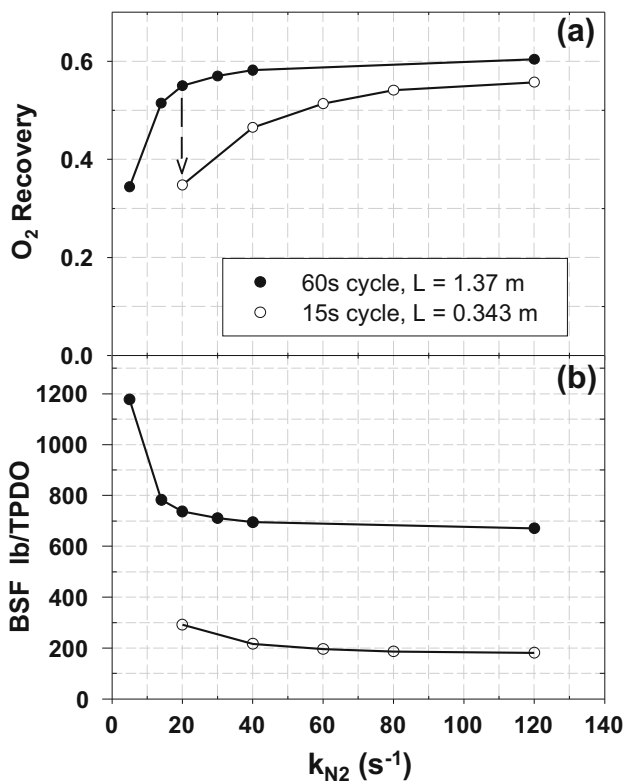 (a)
0.6
0.4
0.2
0.0
O2 Recovery
60s cycle, L = 1.37 m
15s cycle, L = 0.343 m
(b)
1200
1000
800
600
400
200
0
BSF lb/TPDO
0 20 40 60 80 100 120 140
kN2 (s-1)